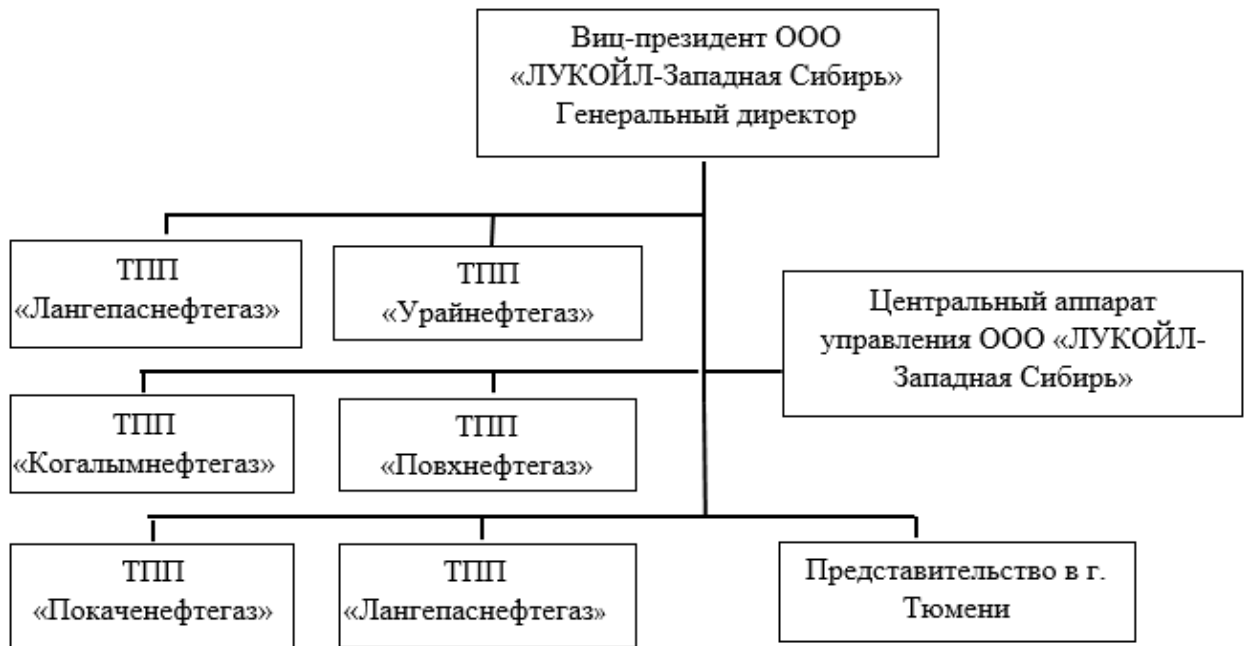 Виц-президент ООО
«ЛУКОЙЛ-Западная Сибирь»
Генеральный директор
ТПП
«Лангепаснефтегаз»
ТПП
«Урайнефтегаз»
Центральный аппарат
управления ООО «ЛУКОЙЛ-
Западная Сибирь»
ТПП
«Когалымнефтегаз»
ТПП
«Повхнефтегаз»
ТПП
«Покаченефтегаз»
ТПП
«Лангепаснефтегаз»
Представительство в г.
Тюмени